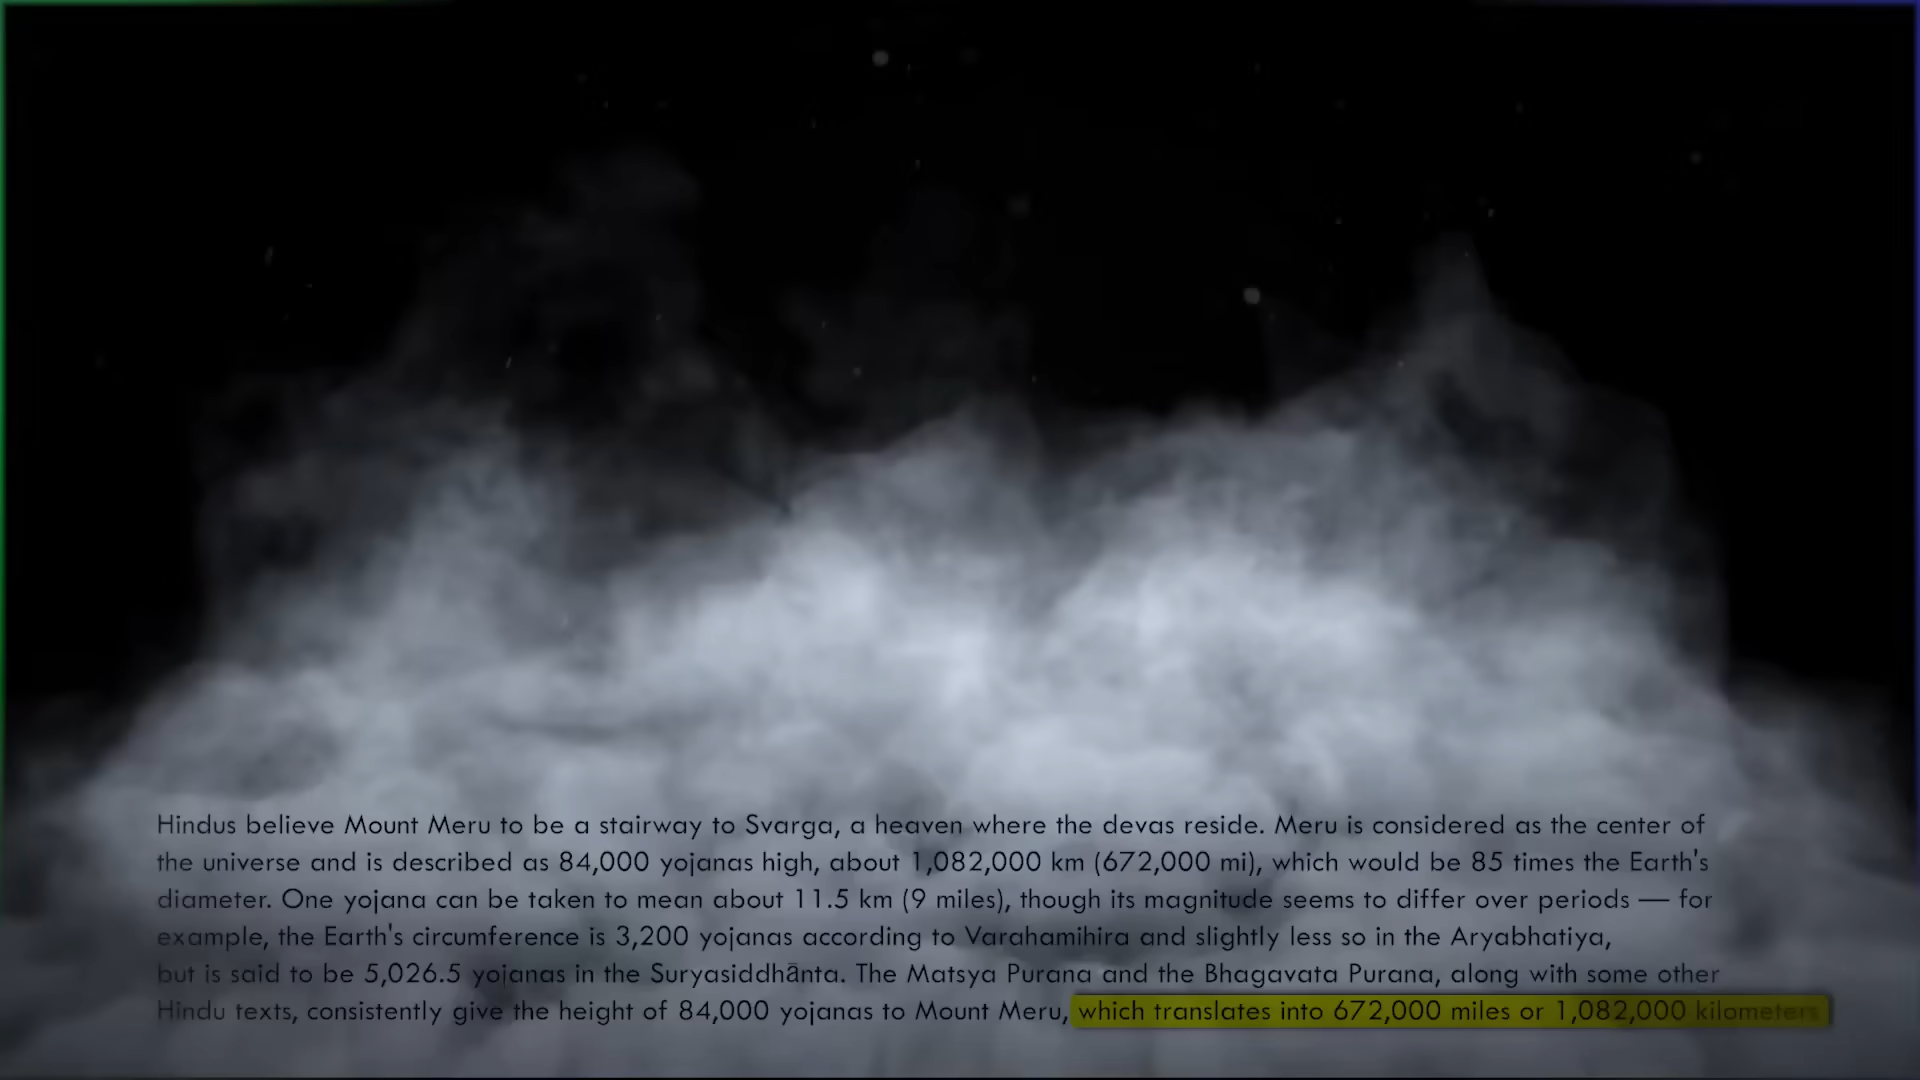 Hindus believe Mount Meru to be a stairway to Svarga, a heaven where the devas reside. Meru is considered as the center of
the universe and is described as 84,000 yojanas high, about 1,082,000 km (672,000 mi), which would be 85 times the Earth's
diameter. One yojana can be taken to mean about 11.5 km (9 miles), though its magnitude seems to differ over periods — for
example, the Earth's circumference is 3,200 yojanas according to Varahamihira and slightly less so in the Aryabhatiya,
but is said to be 5,026.5 yojanas in the Suryasiddhānta. The Matsya Purana and the Bhagavata Purana, along with some other
Hindu texts, consistently give the height of 84,000 yojanas to Mount Meru, which translates into 672,000 miles or 1,082,000 kilometers